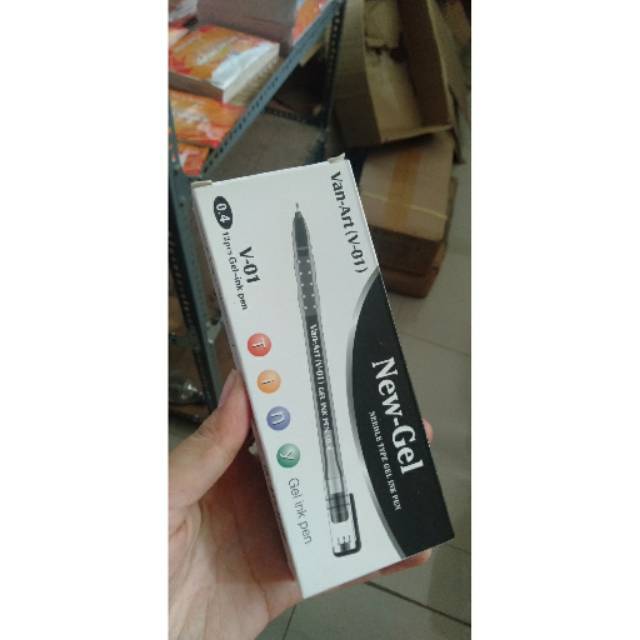 Van-Art (V-01)
0.4
V-01
12pcs Gel-ink pen
Van-Art (V-01) GEL INK PEN
Tiny
Gel ink pen
New-Gel
NEEDLE TYPE GEL INK PEN